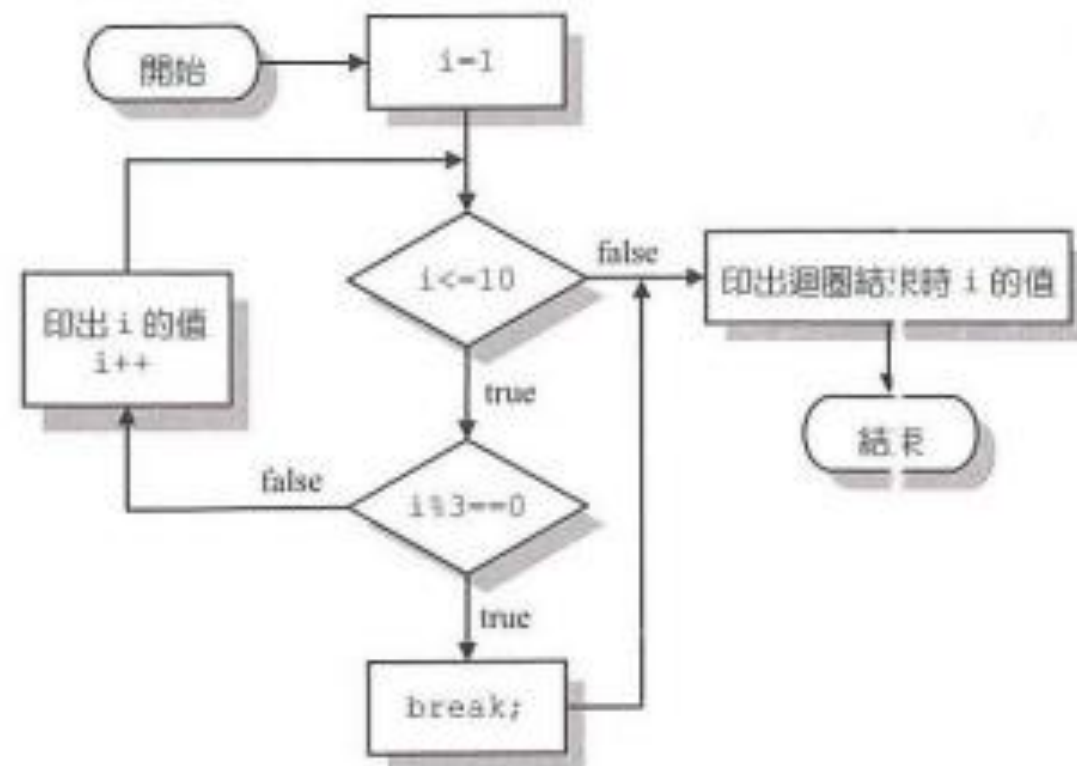 開始
i=1
i<=10
false
印出迴圈結束時 i 的值
印出 i 的值
i++
true
結束
false
i%3==0
true
break;